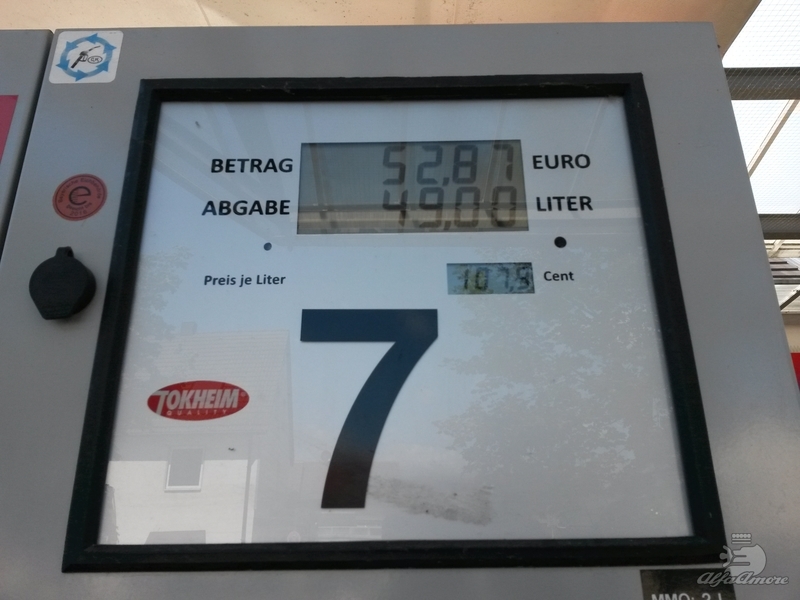 BETRAG 52,87 EURO
ABGABE 49,00 LITER
Preis je Liter 107,9 Cent
7
TOKHEIM
QUALITY
e
AlfaAmore